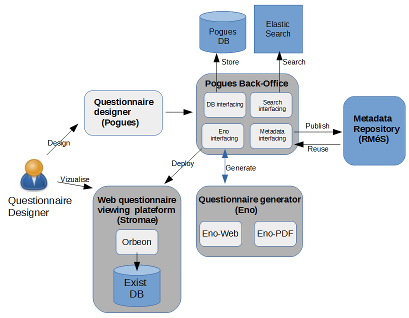 Pogues
DB
Elastic
Search
Store
Search
Pogues Back-Office
DB interfacing
Search
interfacing
Eno
interfacing
Metadata
interfacing
Questionnaire
designer
(Pogues)
Publish
Reuse
Metadata
Repository
(RMéS)
Design
Vizualise
Deploy
Generate
Questionnaire
Designer
Web questionnaire
viewing plateform
(Stromae)
Orbeon
Exist
DB
Questionnaire generator
(Eno)
Eno-Web
Eno-PDF